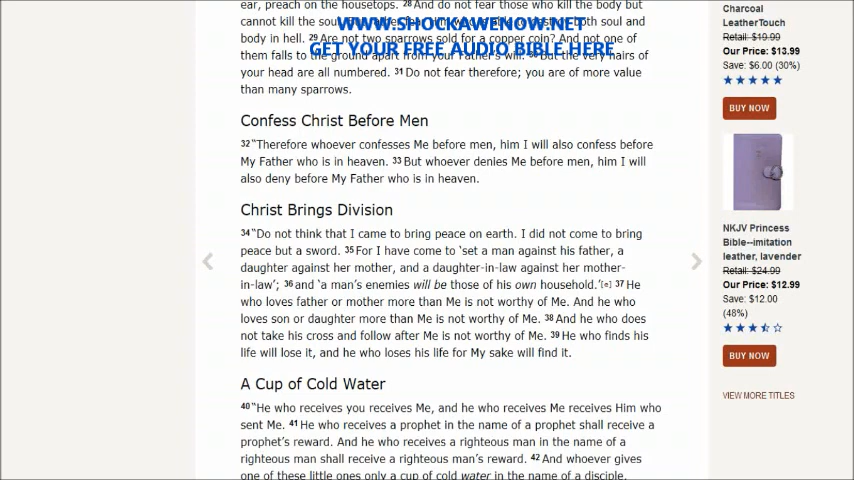 ear, preach on the housetops. 28 And do not fear those who kill the body but
cannot kill the soul. But rather fear Him who is able to destroy both soul and
WWW.SHOCKAWENOW.NET
body in hell. 29 Are not two sparrows sold for a copper coin? And not one of
GET YOUR FREE AUDIO BIBLE HERE
them falls to the ground apart from your Father's will. 30 But the very hairs of
your head are all numbered. 31 Do not fear therefore; you are of more value
than many sparrows.
Confess Christ Before Men
32 "Therefore whoever confesses Me before men, him I will also confess before
My Father who is in heaven. 33 But whoever denies Me before men, him I will
also deny before My Father who is in heaven.
Christ Brings Division
34 "Do not think that I came to bring peace on earth. I did not come to bring
peace but a sword. 35 For I have come to 'set a man against his father, a
daughter against her mother, and a daughter-in-law against her mother-
in-law'; 36 and 'a man's enemies will be those of his own household.'[e] 37 He
who loves father or mother more than Me is not worthy of Me. And he who
loves son or daughter more than Me is not worthy of Me. 38 And he who does
not take his cross and follow after Me is not worthy of Me. 39 He who finds his
life will lose it, and he who loses his life for My sake will find it.
A Cup of Cold Water
40 "He who receives you receives Me, and he who receives Me receives Him who
sent Me. 41 He who receives a prophet in the name of a prophet shall receive a
prophet's reward. And he who receives a righteous man in the name of a
righteous man shall receive a righteous man's reward. 42 And whoever gives
one of these little ones only a cup of cold water in the name of a disciple,
Charcoal
LeatherTouch
Retail: $19.99
Our Price: $13.99
Save: $6.00 (30%)
BUY NOW
NKJV Princess
Bible--imitation
leather, lavender
Retail: $24.99
Our Price: $12.99
Save: $12.00
(48%)
BUY NOW
VIEW MORE TITLES